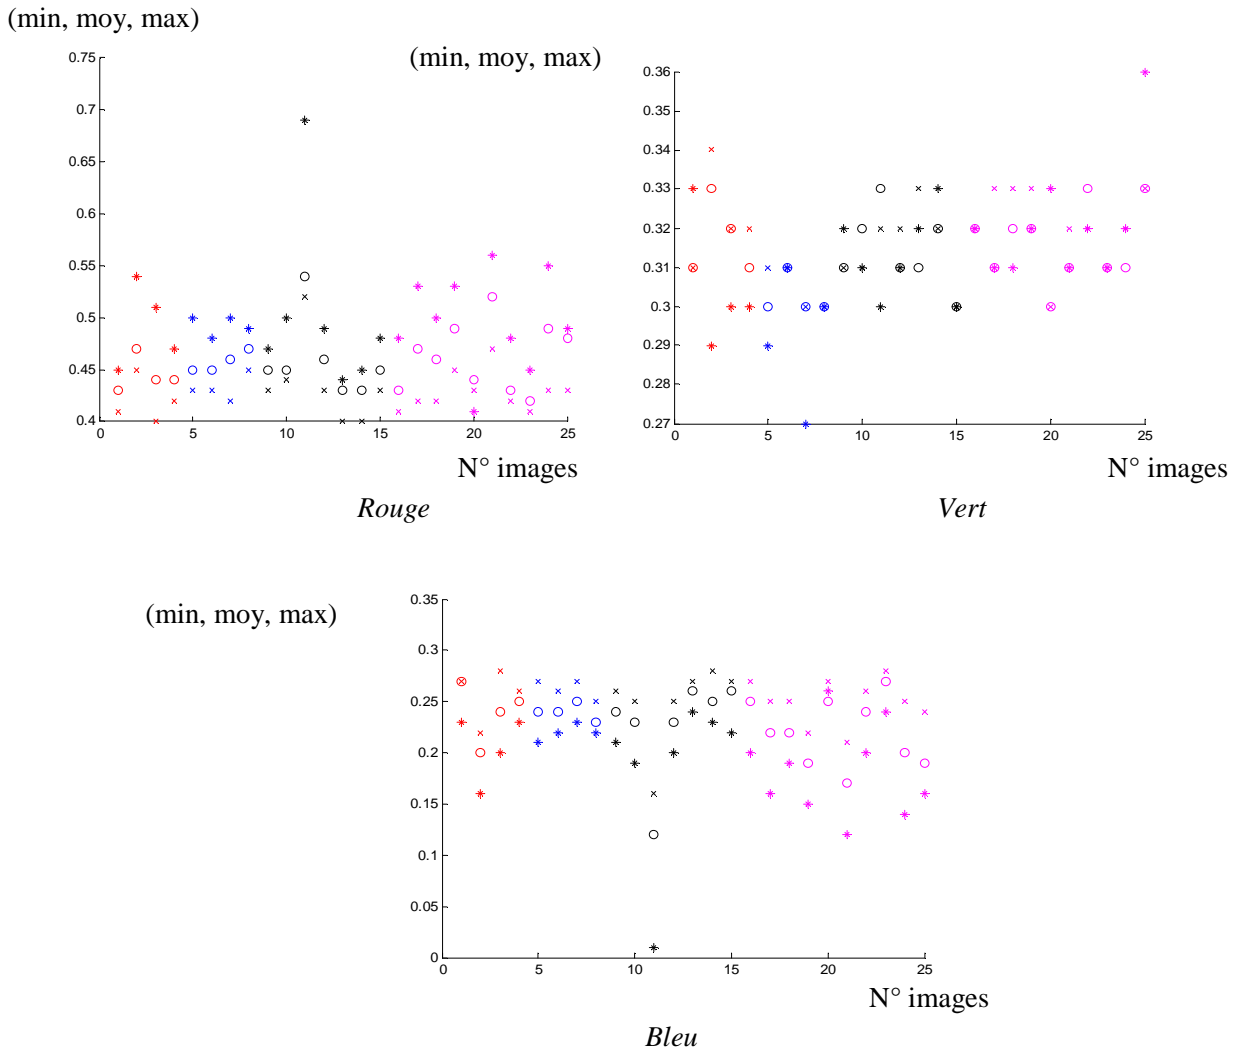 (min, moy, max)
0.75
0.7
0.65
0.6
0.55
0.5
0.45
0.4
0 5 10 15 20 25
N° images
Rouge
(min, moy, max)
0.36
0.35
0.34
0.33
0.32
0.31
0.3
0.29
0.28
0.27
0 5 10 15 20 25
N° images
Vert
(min, moy, max)
0.35
0.3
0.25
0.2
0.15
0.1
0.05
0
0 5 10 15 20 25
N° images
Bleu